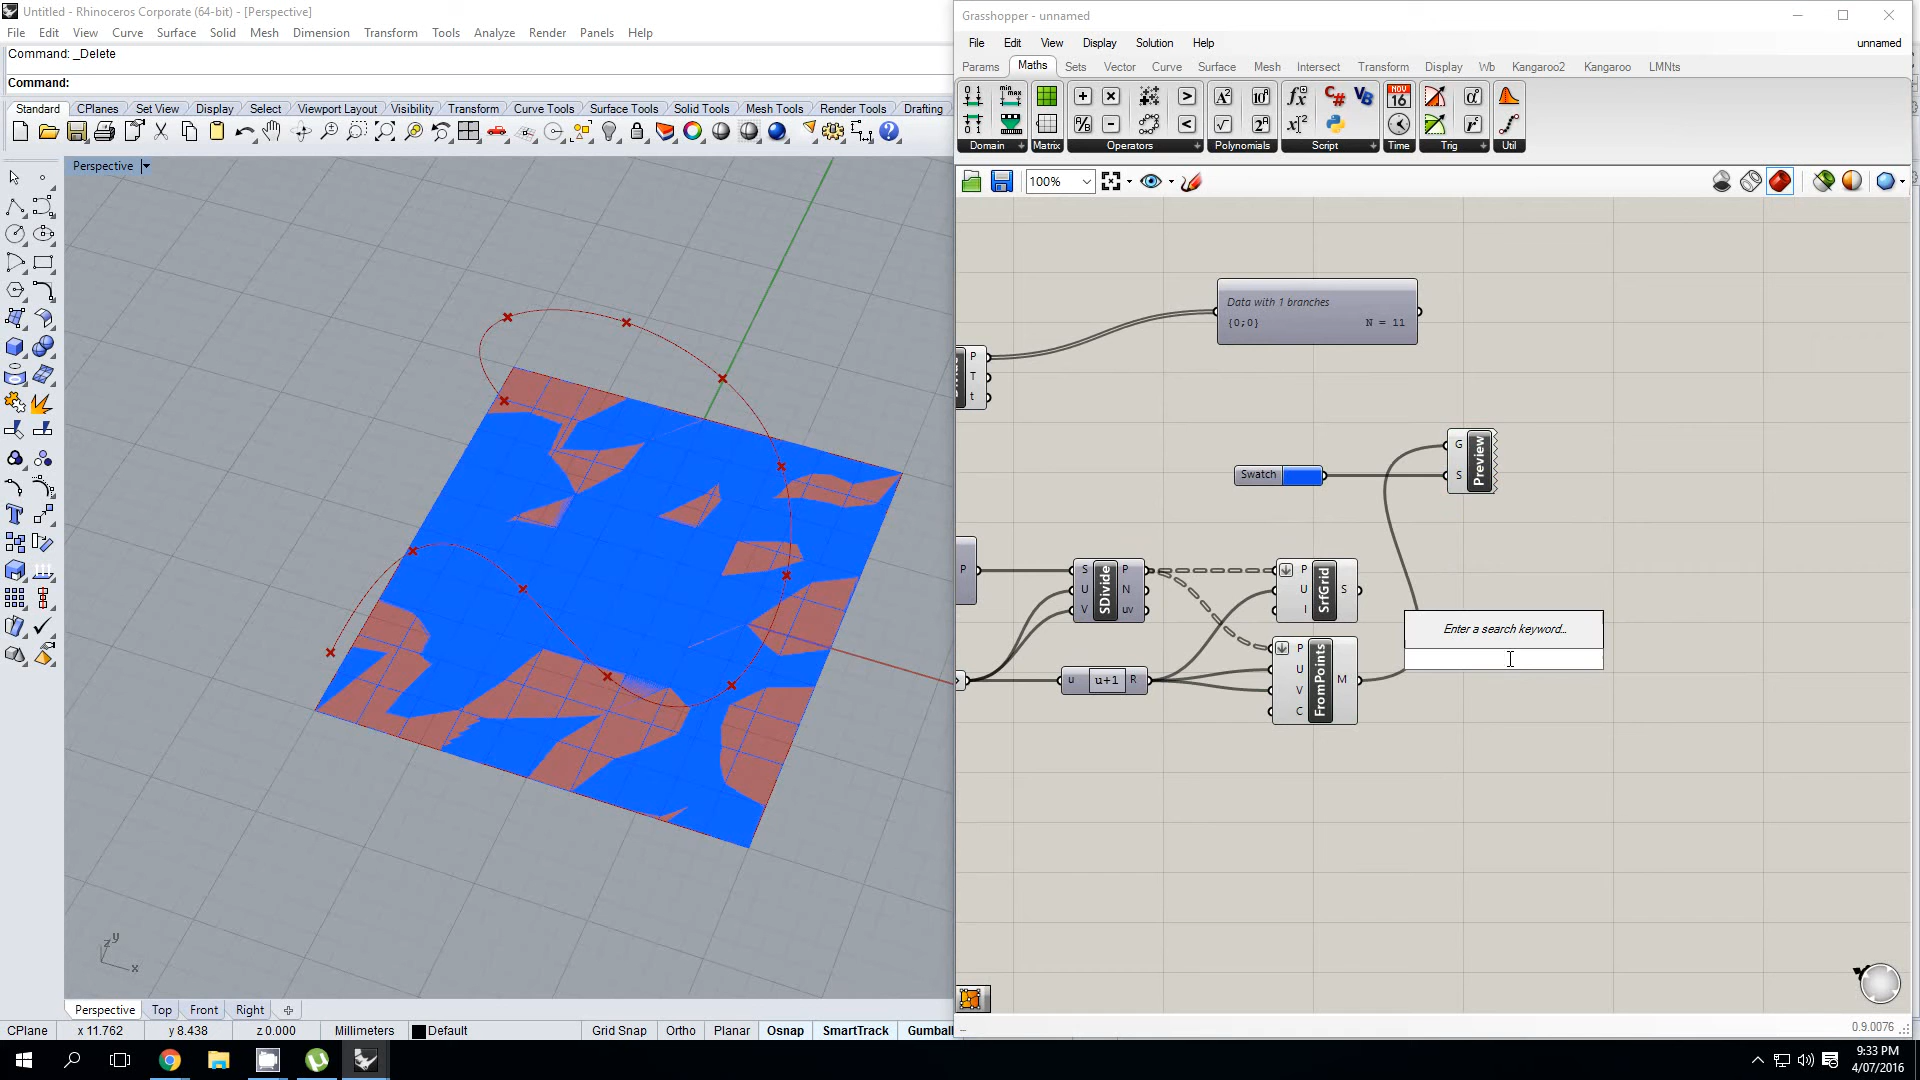 Untitled - Rhinoceros Corporate (64-bit) - [Perspective]
File Edit View Curve Surface Solid Mesh Dimension Transform Tools Analyze Render Panels Help
Command: _Delete
Command:
Standard CPlanes Set View Display Select Viewport Layout Visibility Transform Curve Tools Surface Tools Solid Tools Mesh Tools Render Tools Drafting
Perspective
z y
x
Perspective Top Front Right
CPlane x 11.762 y 8.438 z 0.000 Millimeters Default Grid Snap Ortho Planar Osnap SmartTrack Gumball
Grasshopper - unnamed
File Edit View Display Solution Help unnamed
Params Maths Sets Vector Curve Surface Mesh Intersect Transform Display Wb Kangaroo2 Kangaroo LMNts
Domain Matrix Operators Polynomials Script Time Trig Util
100%
Data with 1 branches
{0;0} N = 11
P
T
t
Swatch
G
S
Preview
P
S
U
V
SDivide
P
N
uv
P
U
I
SrfGrid
S
u u+1 R
P
U
V
C
FromPoints
M
Enter a search keyword...
0.9.0076
9:33 PM
4/07/2016